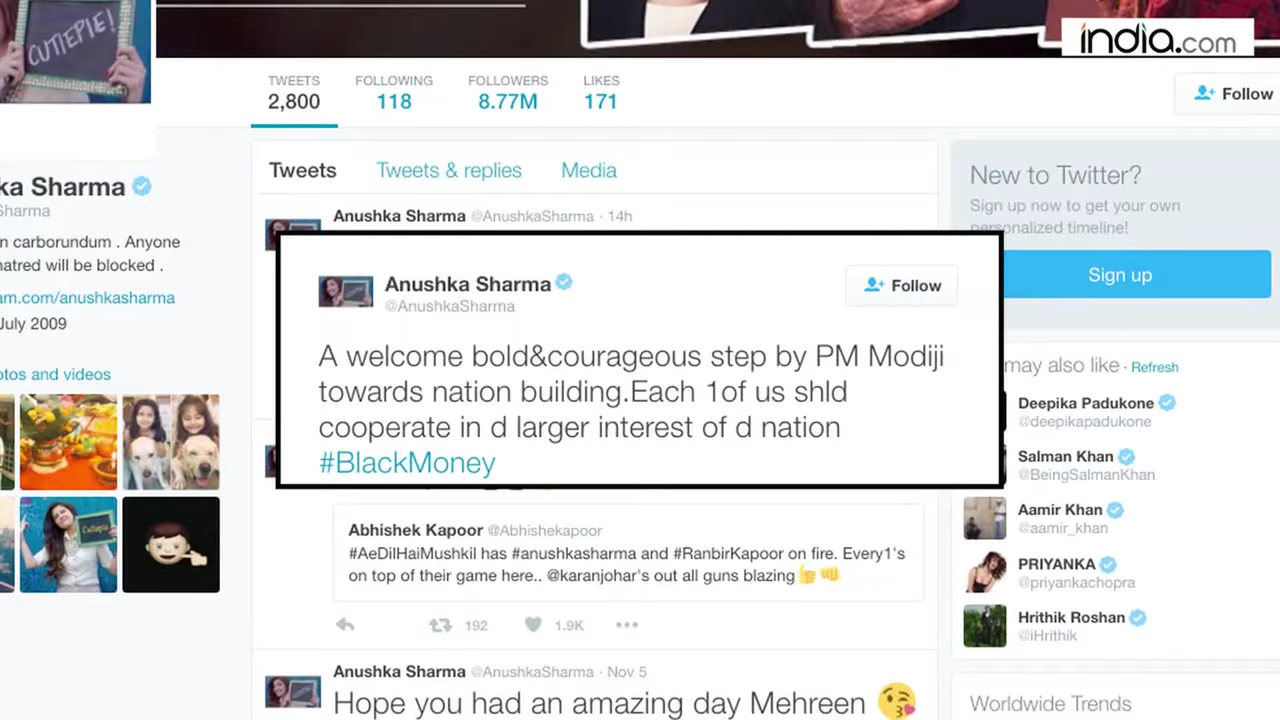 CUTIEPIE!
india.com
TWEETS FOLLOWING FOLLOWERS LIKES
2,800 118 8.77M 171
Follow
ka Sharma
Sharma
n carborundum . Anyone
hatred will be blocked .
am.com/anushkasharma
July 2009
otos and videos
Cutiepie
Tweets Tweets & replies Media
Anushka Sharma @AnushkaSharma · 14h
Anushka Sharma
@AnushkaSharma
Follow
A welcome bold&courageous step by PM Modiji
towards nation building.Each 1of us shld
cooperate in d larger interest of d nation
#BlackMoney
Abhishek Kapoor @Abhishekapoor
#AeDilHaiMushkil has #anushkasharma and #RanbirKapoor on fire. Every1's
on top of their game here.. @karanjohar's out all guns blazing👍👊
192 1.9K
Anushka Sharma @AnushkaSharma · Nov 5
Hope you had an amazing day Mehreen 😘
New to Twitter?
Sign up now to get your own
personalized timeline!
Sign up
may also like · Refresh
Deepika Padukone
@deepikapadukone
Salman Khan
@BeingSalmanKhan
Aamir Khan
@aamir_khan
PRIYANKA
@priyankachopra
Hrithik Roshan
@iHrithik
Worldwide Trends